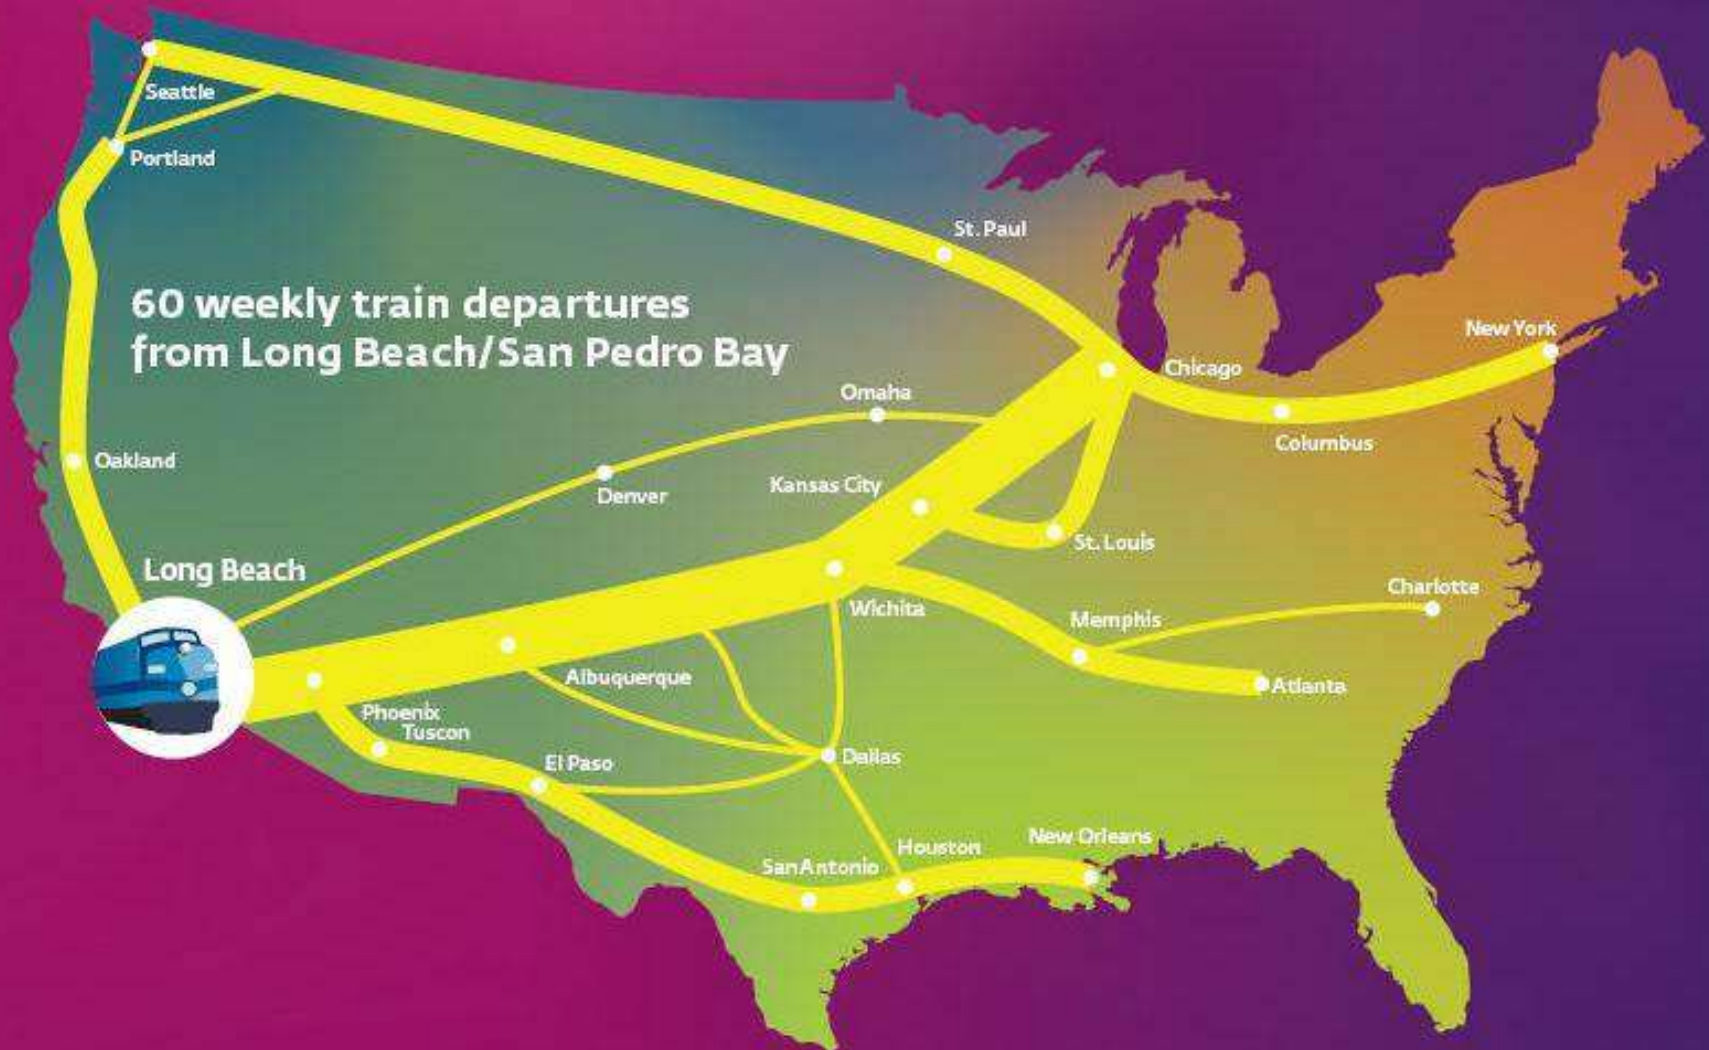 Seattle
Portland
St. Paul
60 weekly train departures
from Long Beach/San Pedro Bay
New York
Chicago
Omaha
Columbus
Oakland
Kansas City
Denver
St. Louis
Long Beach
Charlotte
Wichita
Memphis
Albuquerque
Atlanta
Phoenix
Tuscon
El Paso
Dallas
New Orleans
Houston
San Antonio